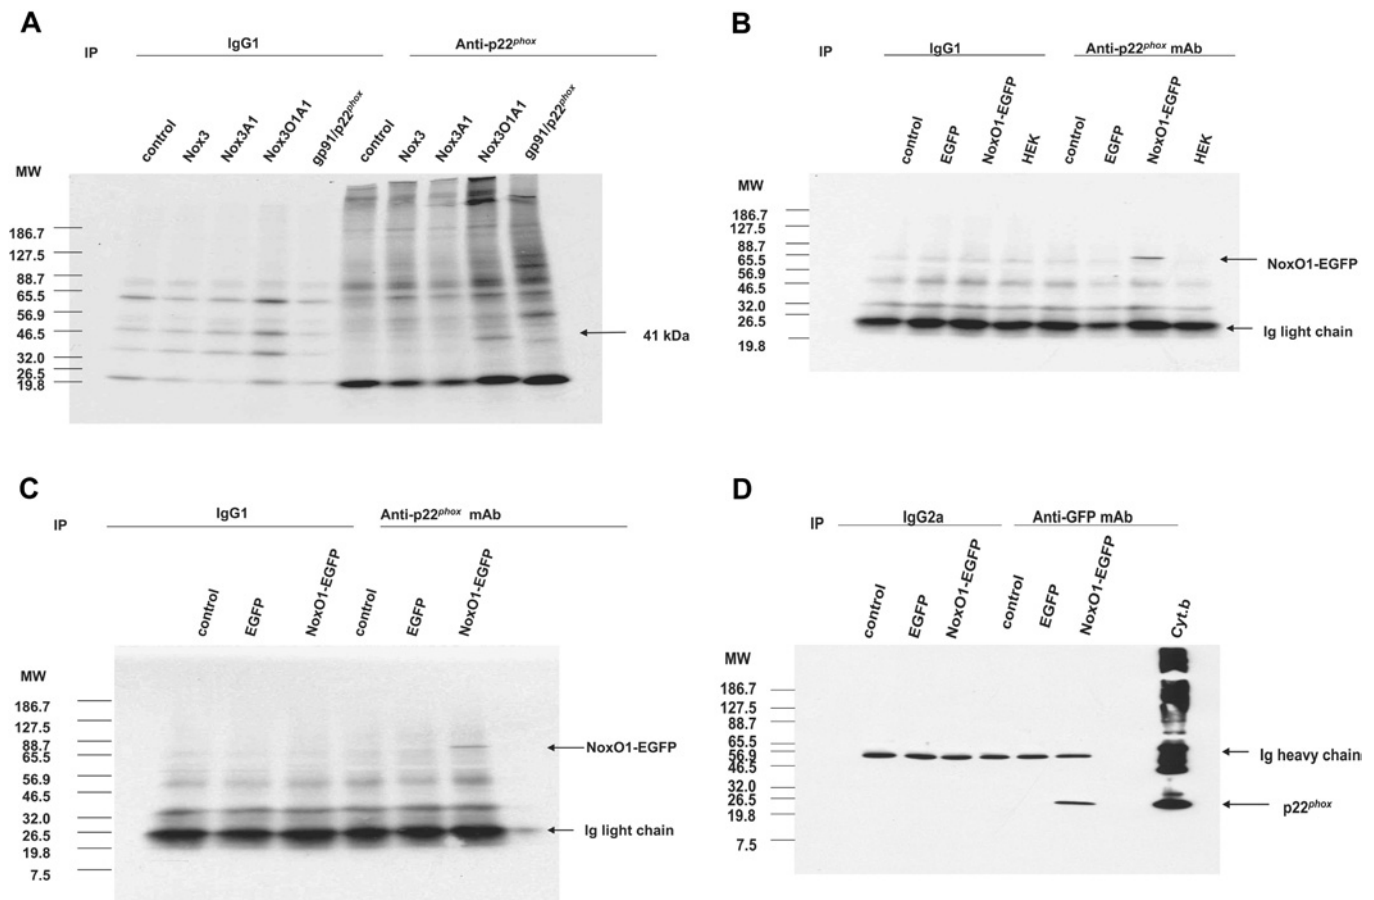 A
IP
IgG1
Anti-p22phox
control
Nox3
Nox3A1
Nox3O1A1
gp91/p22phox
control
Nox3
Nox3A1
Nox3O1A1
gp91/p22phox
MW
186.7
127.5
88.7
65.5
56.9
46.5
32.0
26.5
19.8
41 kDa
B
IP
IgG1
Anti-p22phox mAb
control
EGFP
NoxO1-EGFP
HEK
control
EGFP
NoxO1-EGFP
HEK
MW
186.7
127.5
88.7
65.5
56.9
46.5
32.0
26.5
19.8
NoxO1-EGFP
Ig light chain
C
IP
IgG1
Anti-p22phox mAb
control
EGFP
NoxO1-EGFP
control
EGFP
NoxO1-EGFP
MW
186.7
127.5
88.7
65.5
56.9
46.5
32.0
26.5
19.8
7.5
NoxO1-EGFP
Ig light chain
D
IP
IgG2a
Anti-GFP mAb
control
EGFP
NoxO1-EGFP
control
EGFP
NoxO1-EGFP
Cyt.b
MW
186.7
127.5
88.7
65.5
56.9
46.5
32.0
26.5
19.8
7.5
Ig heavy chain
p22phox